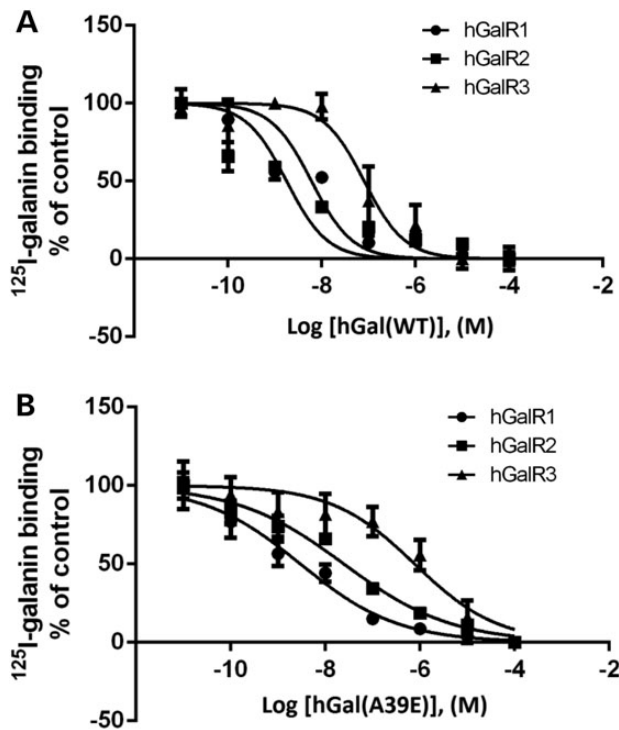 A
150
100
50
0
-50
-10
-8
-6
-4
-2
¹²⁵I-galanin binding
% of control
Log [hGal(WT)], (M)
hGalR1
hGalR2
hGalR3
B
150
100
50
0
-50
-10
-8
-6
-4
-2
¹²⁵I-galanin binding
% of control
Log [hGal(A39E)], (M)
hGalR1
hGalR2
hGalR3